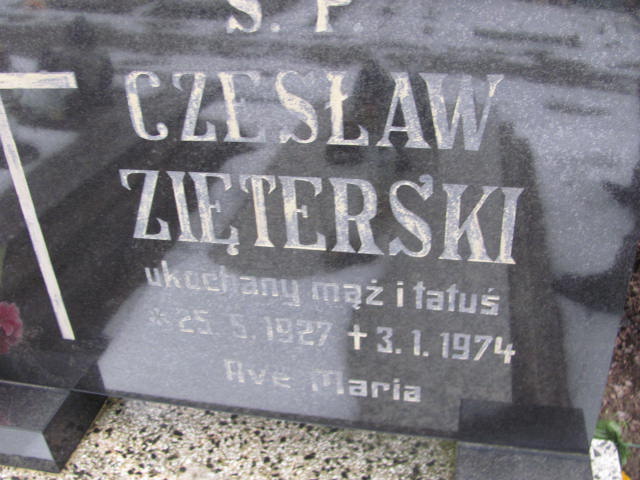 Ś. P.
CZESŁAW
ZIĘTERSKI
ukochany mąż i tatuś
* 25. 5. 1927 + 3. 1. 1974
Ave Maria